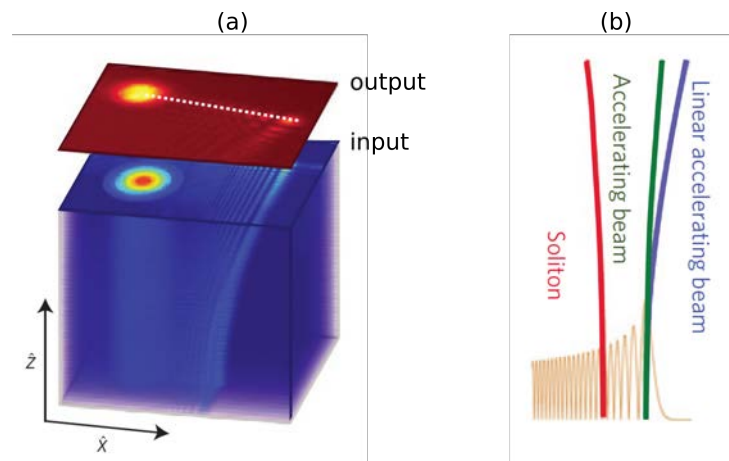 (a)
(b)
output
input
ẑ
x̂
Soliton
Accelerating beam
Linear accelerating beam